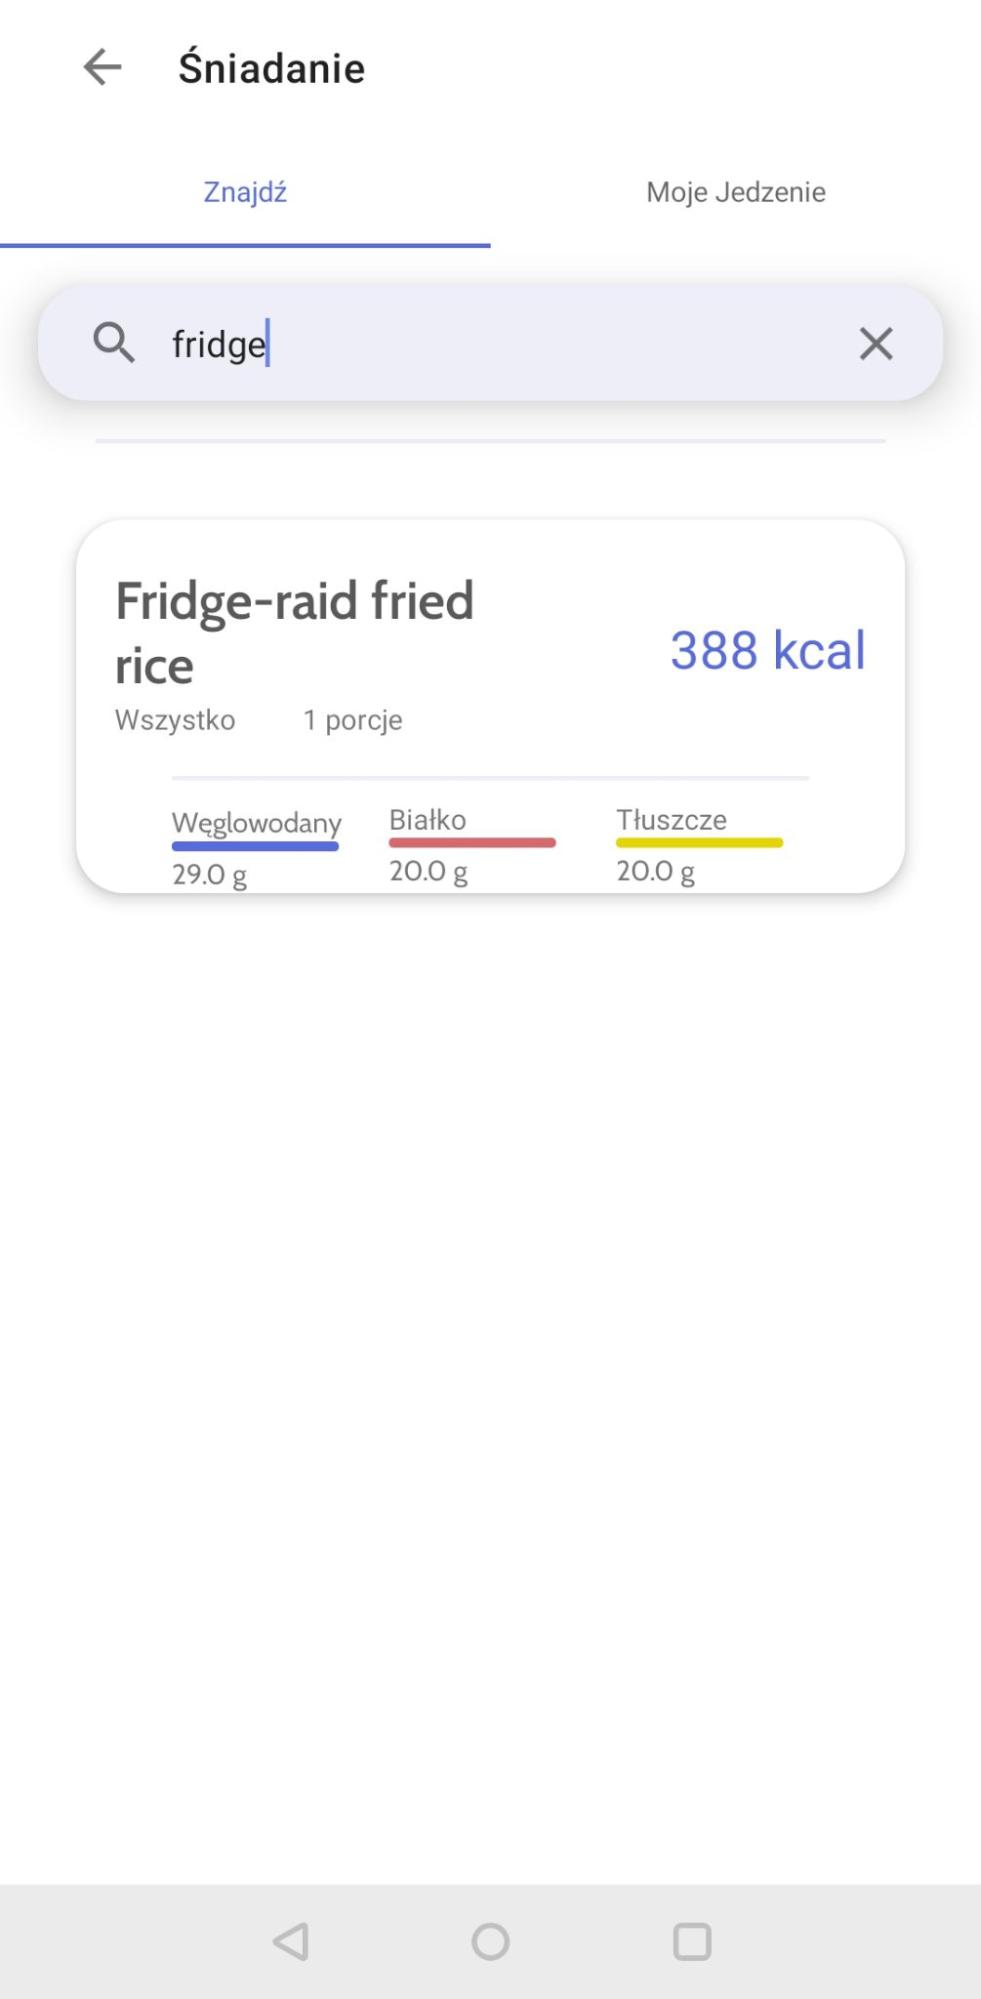 Śniadanie
Znajdź
Moje Jedzenie
fridge
Fridge-raid fried
rice
388 kcal
Wszystko
1 porcje
Węglowodany
Białko
Tłuszcze
29.0 g
20.0 g
20.0 g